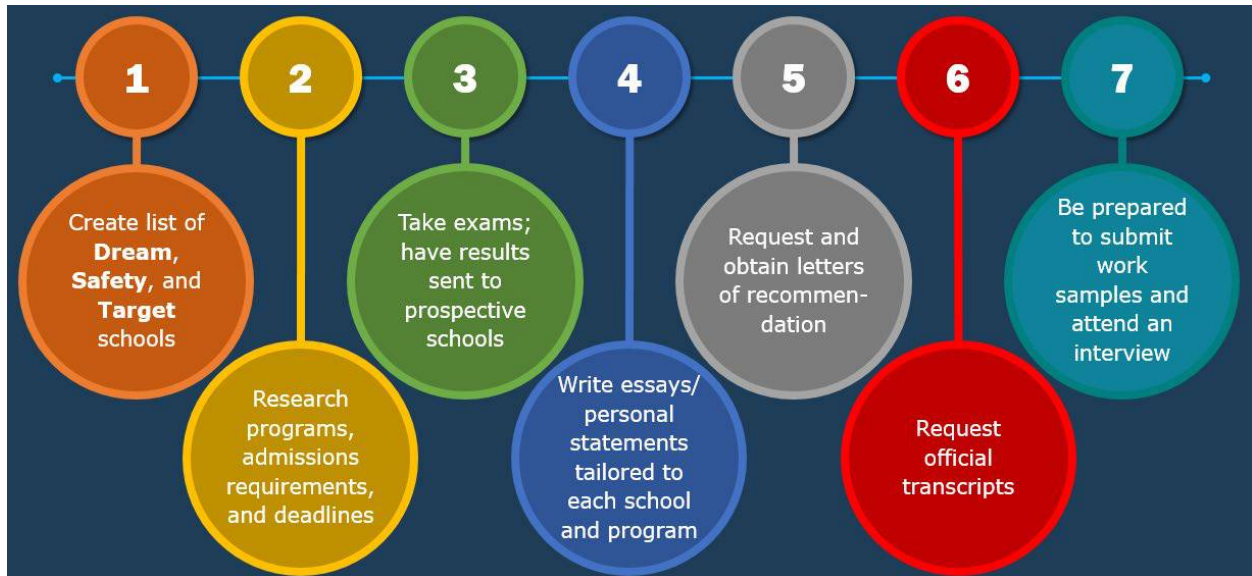 1
2
3
4
5
6
7
Create list of
Dream,
Safety, and
Target
schools
Research
programs,
admissions
requirements,
and deadlines
Take exams;
have results
sent to
prospective
schools
Write essays/
personal
statements
tailored to
each school
and program
Request and
obtain letters
of recommen-
dation
Request
official
transcripts
Be prepared
to submit
work
samples and
attend an
interview